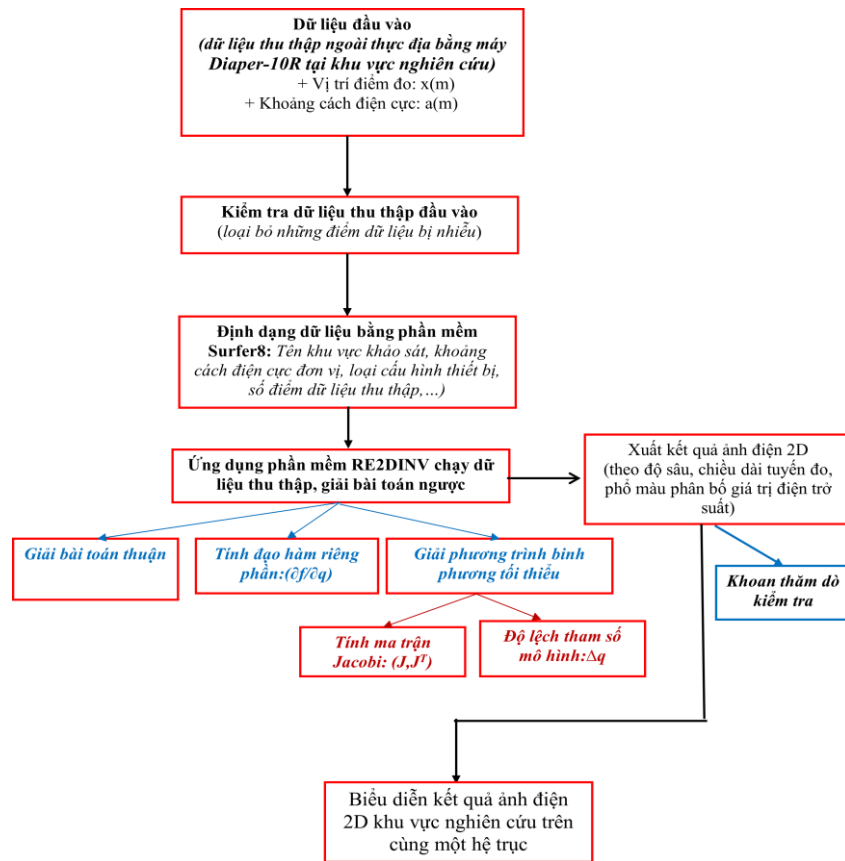 Dữ liệu đầu vào
(dữ liệu thu thập ngoài thực địa bằng máy
Diaper-10R tại khu vực nghiên cứu)
+ Vị trí điểm đo: x(m)
+ Khoảng cách điện cực: a(m)
Kiểm tra dữ liệu thu thập đầu vào
(loại bỏ những điểm dữ liệu bị nhiễu)
Định dạng dữ liệu bằng phần mềm
Surfer8: Tên khu vực khảo sát, khoảng
cách điện cực đơn vị, loại cấu hình thiết bị,
số điểm dữ liệu thu thập,…)
Ứng dụng phần mềm RE2DINV chạy dữ
liệu thu thập, giải bài toán ngược
Xuất kết quả ảnh điện 2D
(theo độ sâu, chiều dài tuyến đo,
phổ màu phân bố giá trị điện trở
suất)
Giải bài toán thuận
Tính đạo hàm riêng
phần:(∂f/∂q)
Giải phương trình bình
phương tối thiểu
Khoan thăm dò
kiểm tra
Tính ma trận
Jacobi: (J,Jᵀ)
Độ lệch tham số
mô hình:Δq
Biểu diễn kết quả ảnh điện
2D khu vực nghiên cứu trên
cùng một hệ trục